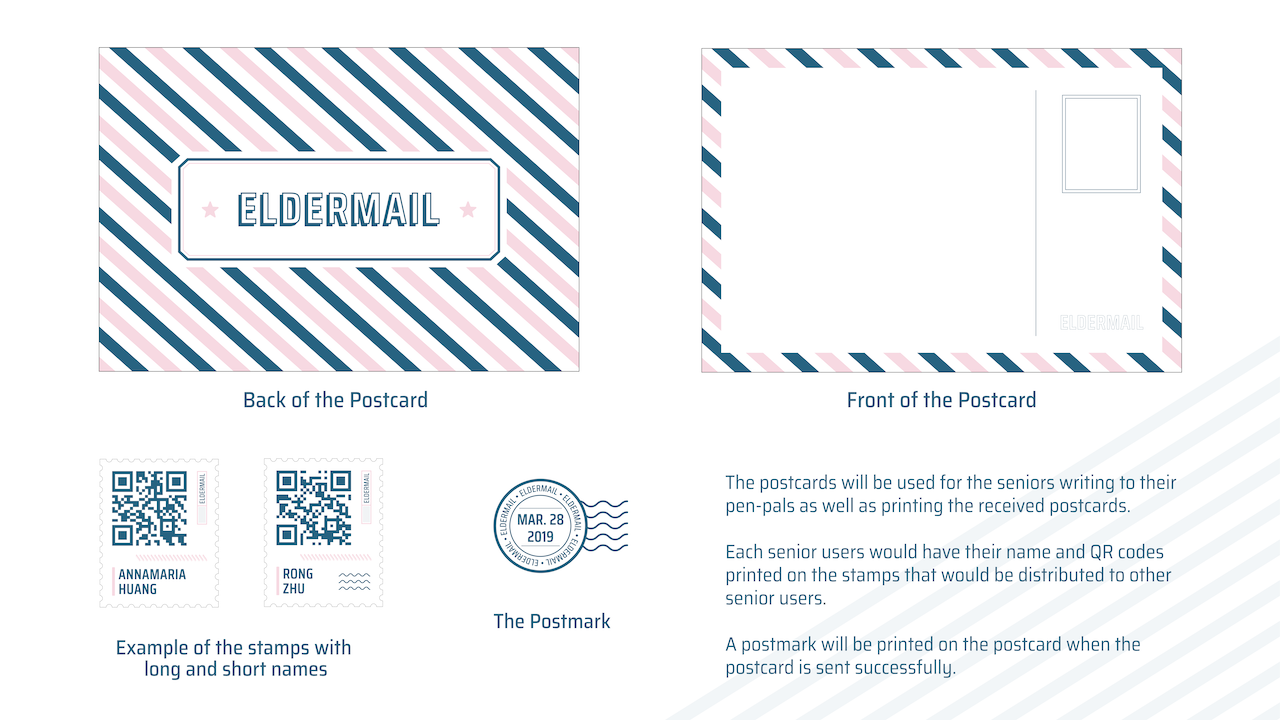 ELDERMAIL
ELDERMAIL
Back of the Postcard
Front of the Postcard
ELDERMAIL
ANNAMARIA
HUANG
ELDERMAIL
RONG
ZHU
Example of the stamps with
long and short names
ELDERMAIL • ELDERMAIL • ELDERMAIL • ELDERMAIL • ELDERMAIL •
MAR. 28
2019
The Postmark
The postcards will be used for the seniors writing to their
pen-pals as well as printing the received postcards.
Each senior users would have their name and QR codes
printed on the stamps that would be distributed to other
senior users.
A postmark will be printed on the postcard when the
postcard is sent successfully.